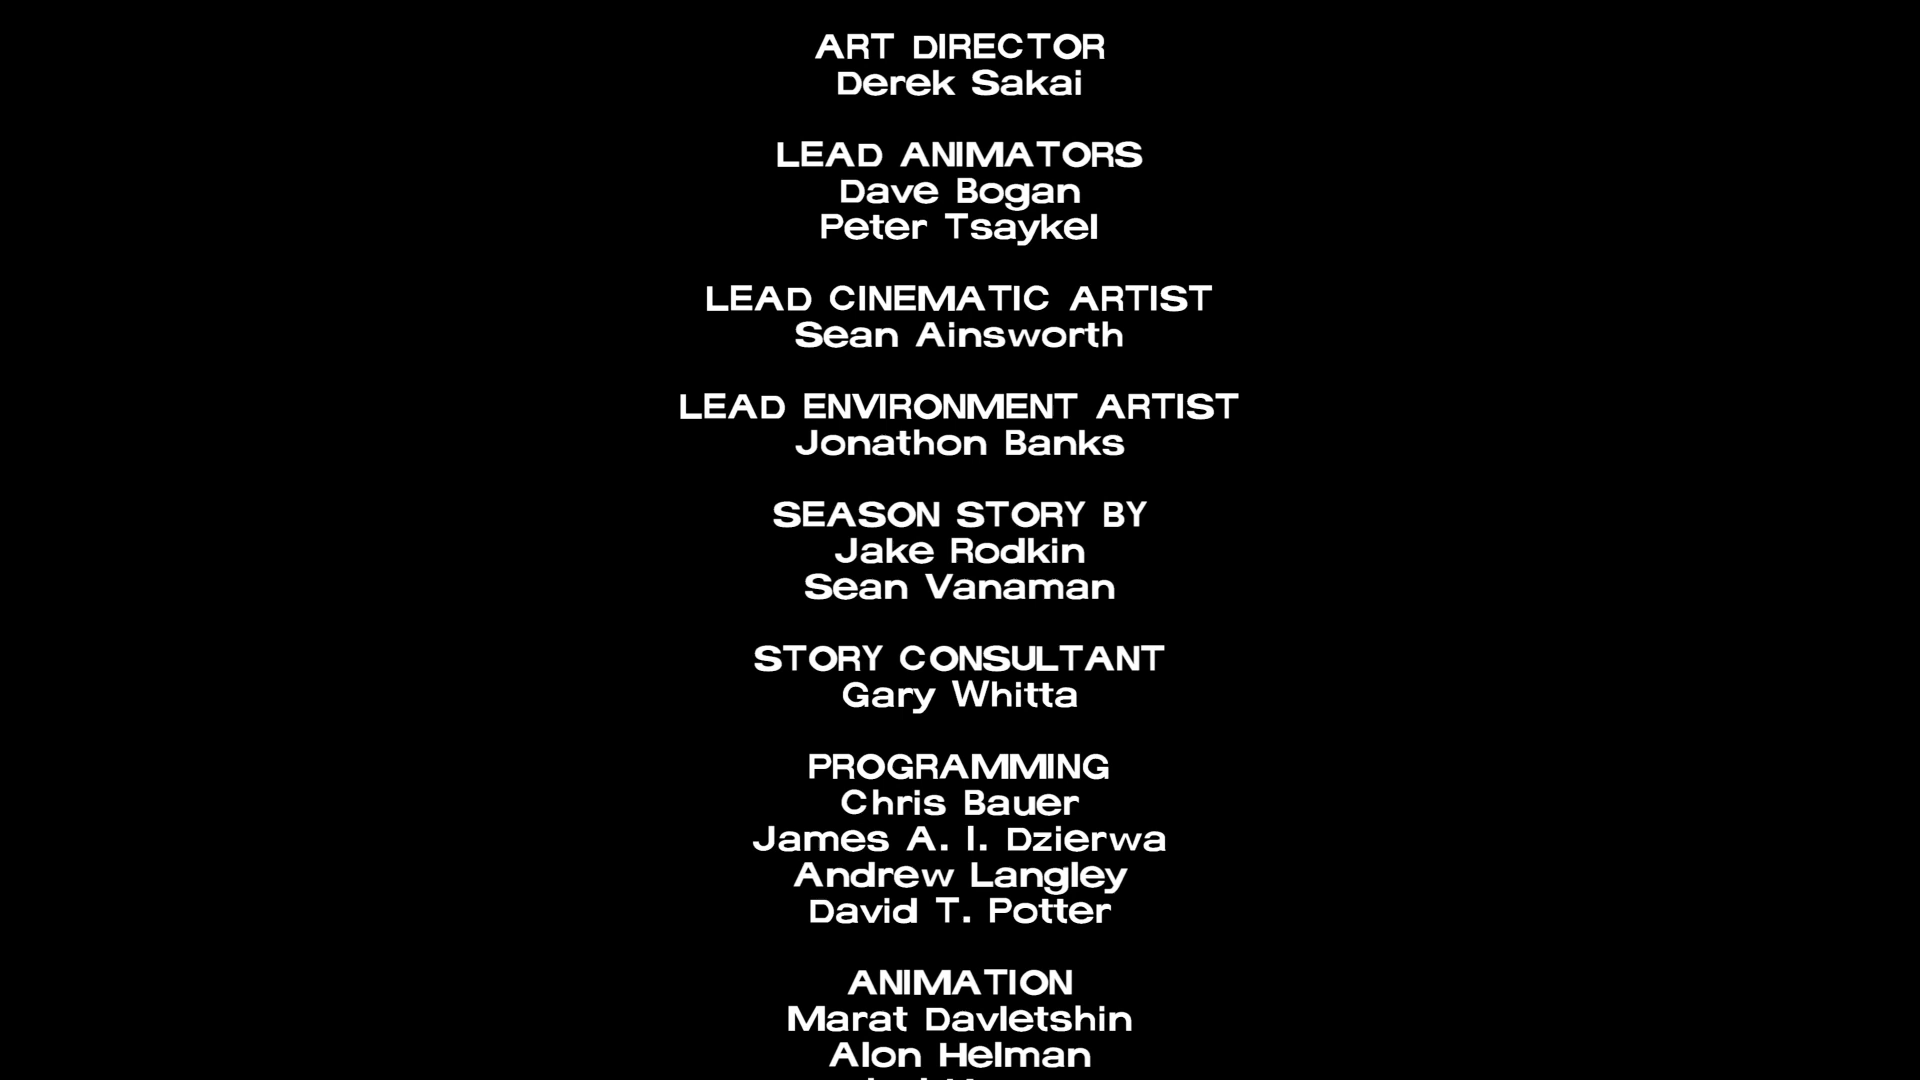 ART DIRECTOR
Derek Sakai
LEAD ANIMATORS
Dave Bogan
Peter Tsaykel
LEAD CINEMATIC ARTIST
Sean Ainsworth
LEAD ENVIRONMENT ARTIST
Jonathon Banks
SEASON STORY BY
Jake Rodkin
Sean Vanaman
STORY CONSULTANT
Gary Whitta
PROGRAMMING
Chris Bauer
James A. I. Dzierwa
Andrew Langley
David T. Potter
ANIMATION
Marat Davletshin
Alon Helman